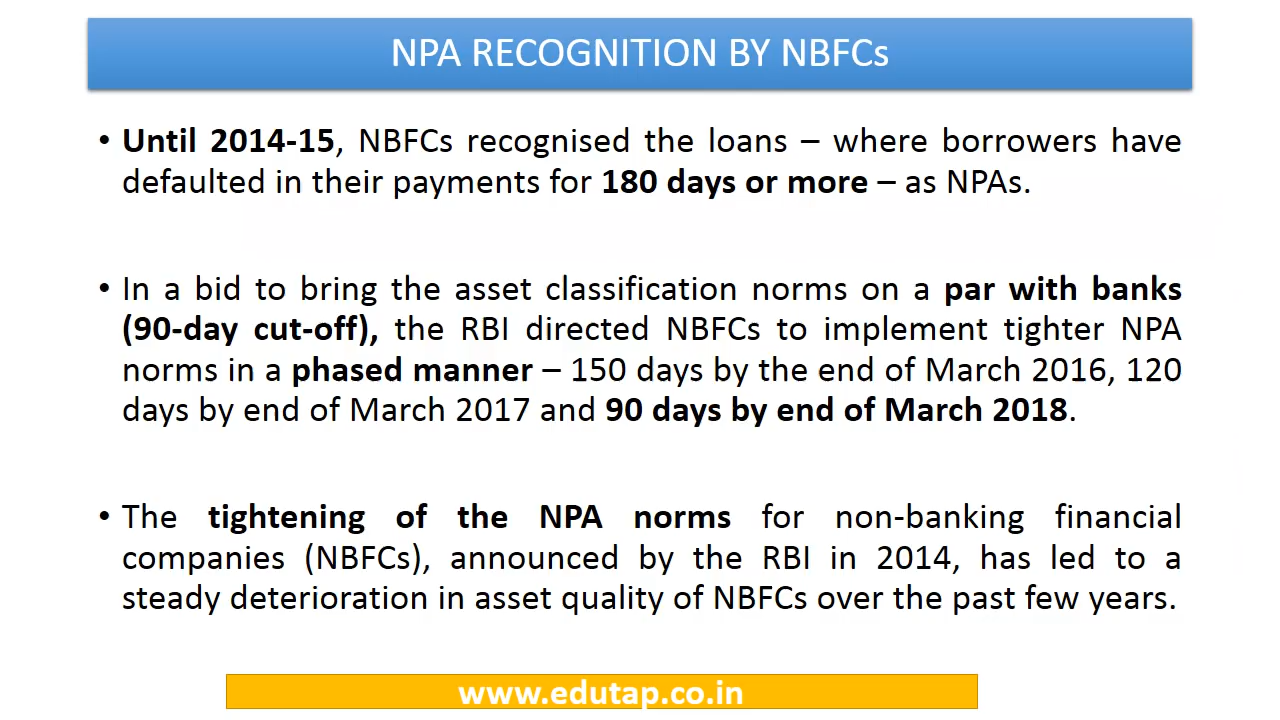 NPA RECOGNITION BY NBFCs
• Until 2014-15, NBFCs recognised the loans – where borrowers have
defaulted in their payments for 180 days or more – as NPAs.
• In a bid to bring the asset classification norms on a par with banks
(90-day cut-off), the RBI directed NBFCs to implement tighter NPA
norms in a phased manner – 150 days by the end of March 2016, 120
days by end of March 2017 and 90 days by end of March 2018.
• The tightening of the NPA norms for non-banking financial
companies (NBFCs), announced by the RBI in 2014, has led to a
steady deterioration in asset quality of NBFCs over the past few years.
www.edutap.co.in